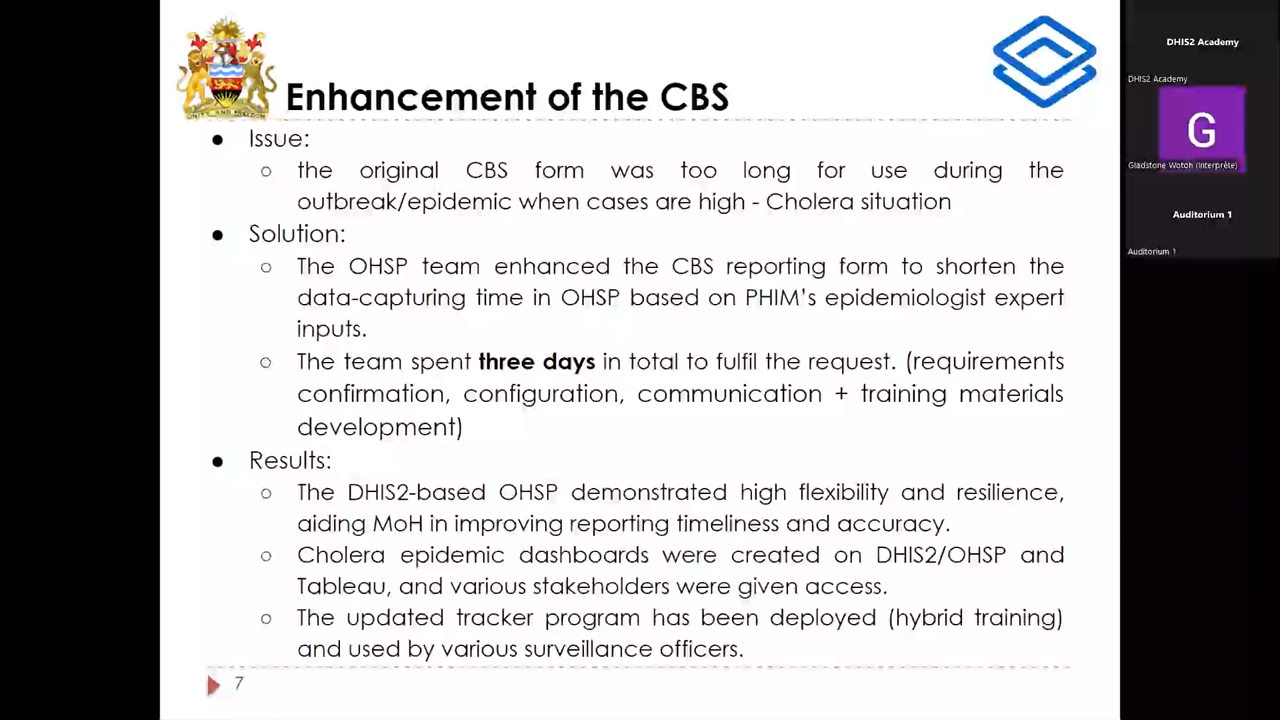 Enhancement of the CBS
● Issue:
○ the original CBS form was too long for use during the
outbreak/epidemic when cases are high - Cholera situation
● Solution:
○ The OHSP team enhanced the CBS reporting form to shorten the
data-capturing time in OHSP based on PHIM’s epidemiologist expert
inputs.
○ The team spent three days in total to fulfil the request. (requirements
confirmation, configuration, communication + training materials
development)
● Results:
○ The DHIS2-based OHSP demonstrated high flexibility and resilience,
aiding MoH in improving reporting timeliness and accuracy.
○ Cholera epidemic dashboards were created on DHIS2/OHSP and
Tableau, and various stakeholders were given access.
○ The updated tracker program has been deployed (hybrid training)
and used by various surveillance officers.
7
DHIS2 Academy
DHIS2 Academy
G
Gladstone Wotoh (Interprète)
Auditorium 1
Auditorium 1